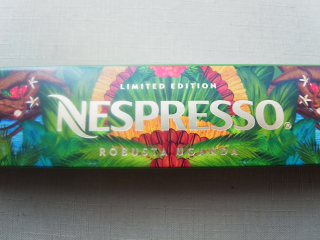 LIMITED EDITION
NESPRESSO.
ROBUSTA UGANDA